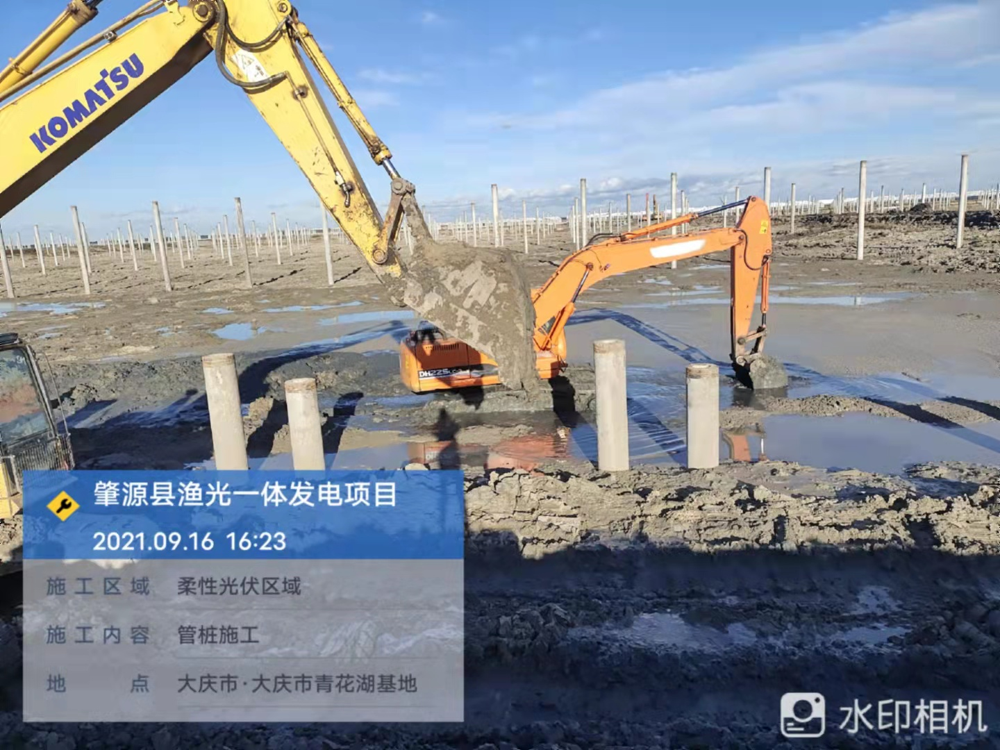 KOMATSU
DH225LC
肇源县渔光一体发电项目
2021.09.16 16:23
施工区域 柔性光伏区域
施工内容 管桩施工
地点 大庆市·大庆市青花湖基地
水印相机